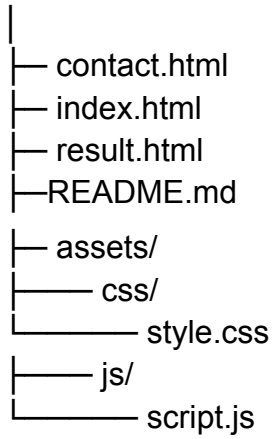 │
├── contact.html
├── index.html
├── result.html
├──README.md
├── assets/
├──── css/
└────── style.css
├──── js/
└────── script.js